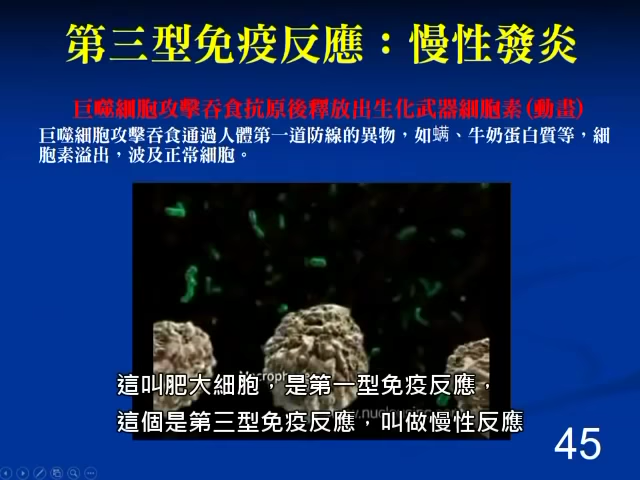 第三型免疫反應：慢性發炎
巨噬細胞攻擊吞食抗原後釋放出生化武器細胞素(動畫)
巨噬細胞攻擊吞食通過人體第一道防線的異物，如螨、牛奶蛋白質等，細
胞素溢出，波及正常細胞。
這叫肥大細胞，是第一型免疫反應，
這個是第三型免疫反應，叫做慢性反應
45